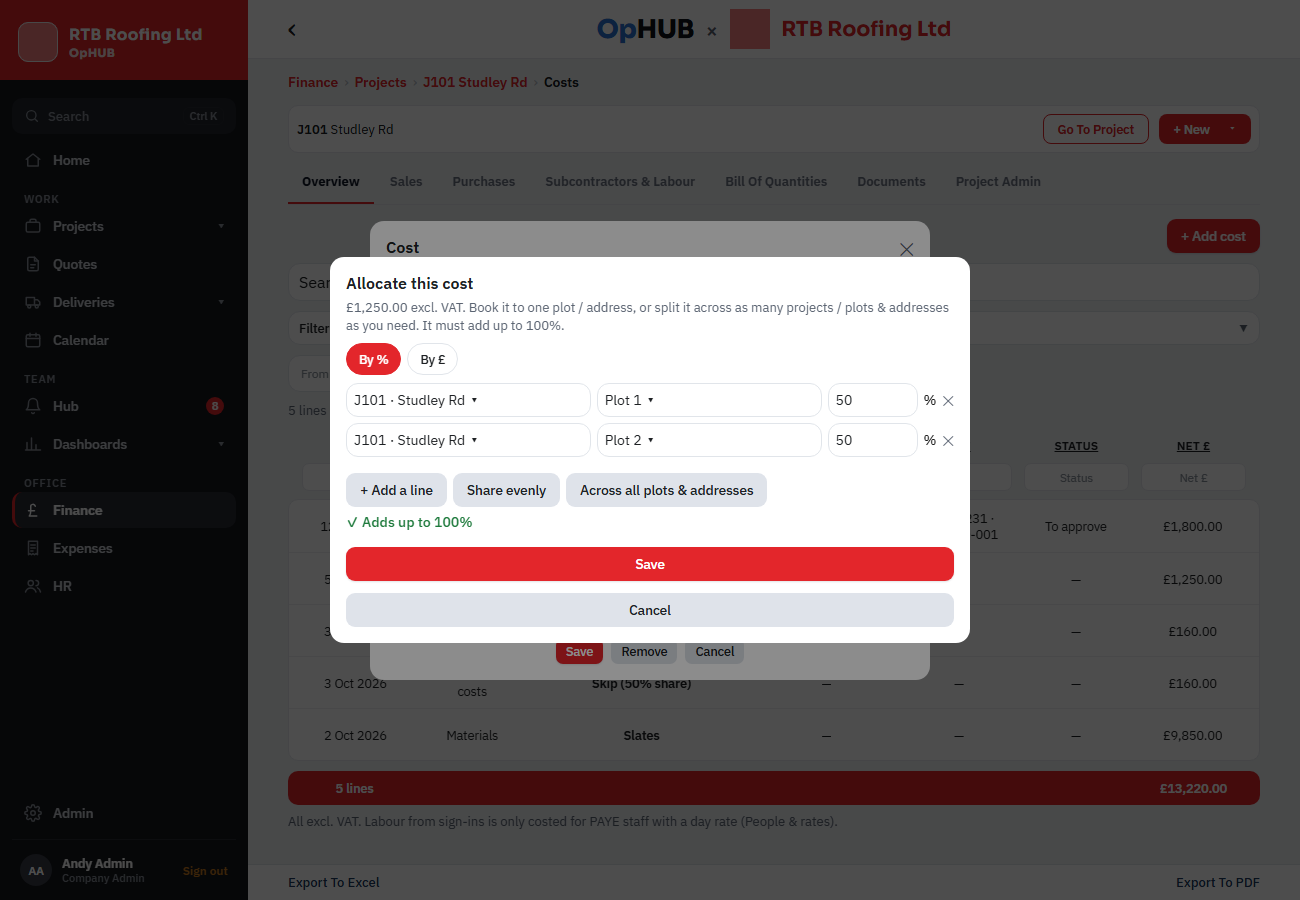 RTB Roofing Ltd
OpHUB
Search
Ctrl K
Home
WORK
Projects
Quotes
Deliveries
Calendar
TEAM
Hub
8
Dashboards
OFFICE
Finance
Expenses
HR
Admin
AA
Andy Admin
Company Admin
Sign out
OpHUB × RTB Roofing Ltd
Finance › Projects › J101 Studley Rd › Costs
J101 Studley Rd
Go To Project
+ New
Overview
Sales
Purchases
Subcontractors & Labour
Bill Of Quantities
Documents
Project Admin
+ Add cost
Cost
Filter
From
5 lines
Allocate this cost
£1,250.00 excl. VAT. Book it to one plot / address, or split it across as many projects / plots & addresses
as you need. It must add up to 100%.
By %
By £
J101 · Studley Rd ▾
Plot 1 ▾
50
%
J101 · Studley Rd ▾
Plot 2 ▾
50
%
+ Add a line
Share evenly
Across all plots & addresses
✓ Adds up to 100%
Save
Cancel
STATUS
NET £
Status
Net £
231 ·
-001
To approve
£1,800.00
—
£1,250.00
—
£160.00
Save
Remove
Cancel
3 Oct 2026
costs
Skip (50% share)
—
—
—
£160.00
2 Oct 2026
Materials
Slates
—
—
—
£9,850.00
5 lines
£13,220.00
All excl. VAT. Labour from sign-ins is only costed for PAYE staff with a day rate (People & rates).
Export To Excel
Export To PDF